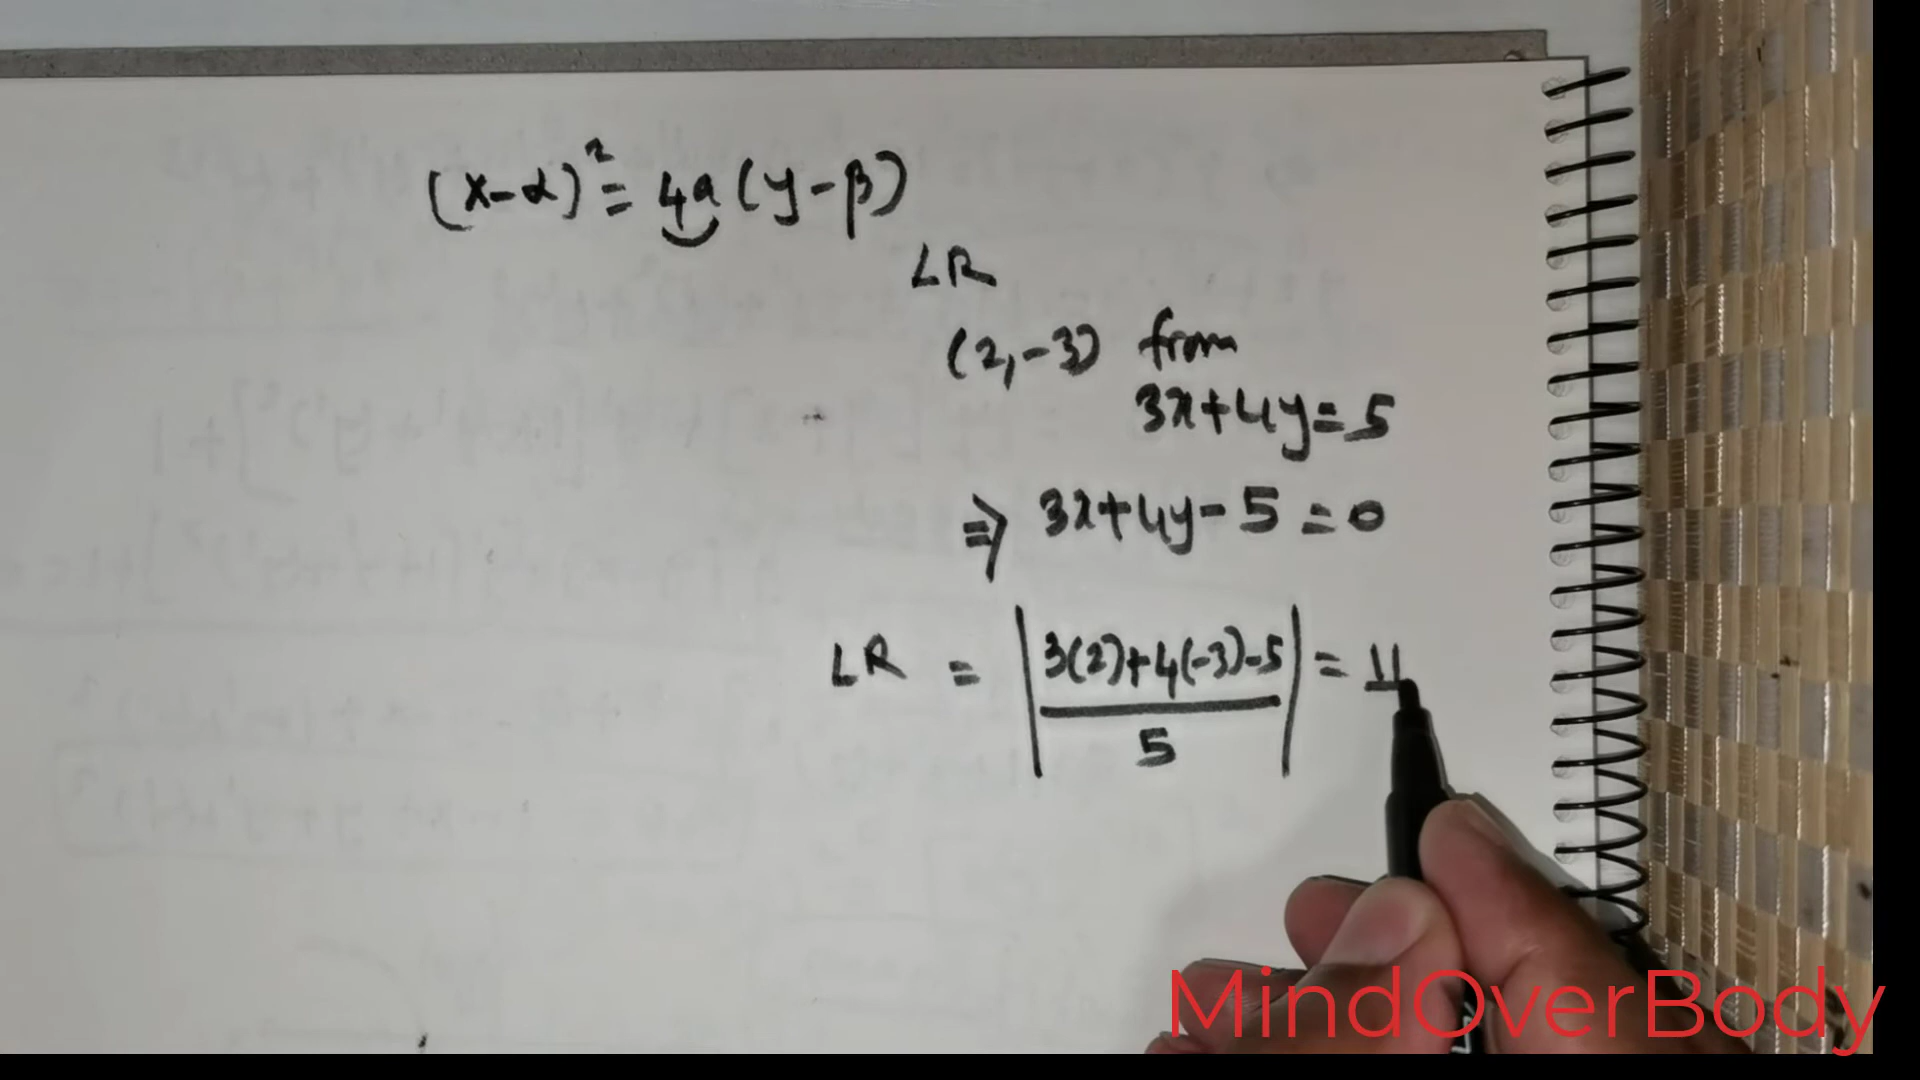 (x-α)² = 4a (y-β)
LR
(2,-3) from
3x+4y=5
⇒ 3x+4y-5=0
LR = |3(2)+4(-3)-5 / 5| = 11
MindOverBody